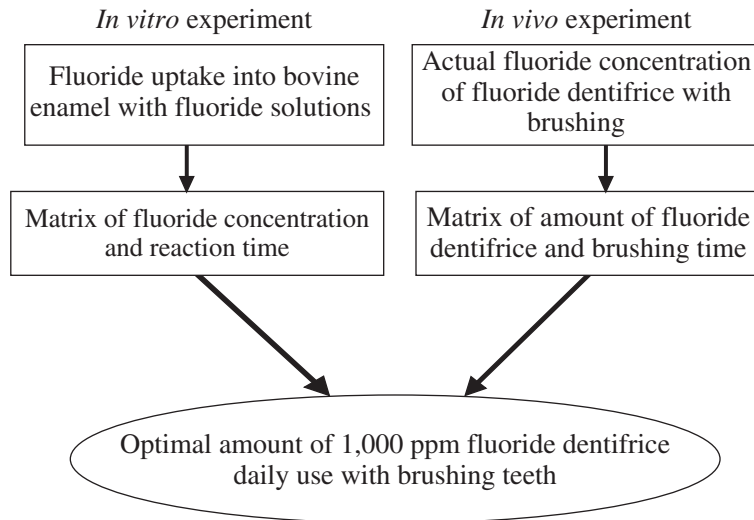 In vitro experiment
Fluoride uptake into bovine
enamel with fluoride solutions
Matrix of fluoride concentration
and reaction time
In vivo experiment
Actual fluoride concentration
of fluoride dentifrice with
brushing
Matrix of amount of fluoride
dentifrice and brushing time
Optimal amount of 1,000 ppm fluoride dentifrice
daily use with brushing teeth